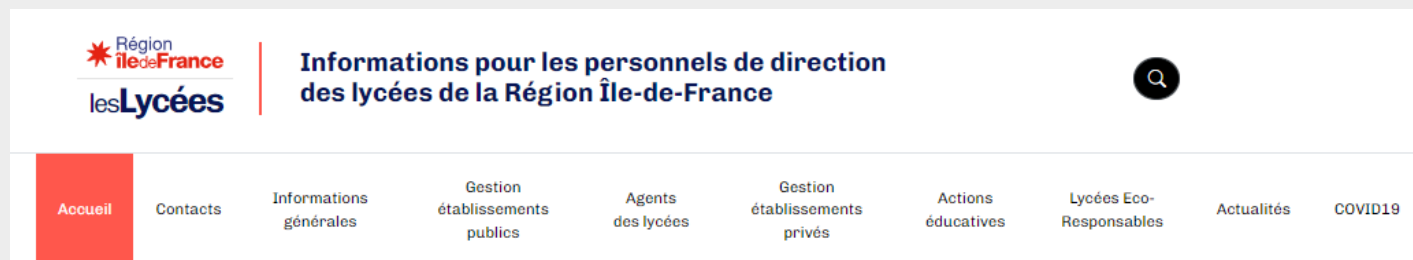 Région
îledeFrance
lesLycées
Informations pour les personnels de direction
des lycées de la Région Île-de-France
Accueil
Contacts
Informations
générales
Gestion
établissements
publics
Agents
des lycées
Gestion
établissements
privés
Actions
éducatives
Lycées Eco-
Responsables
Actualités
COVID19